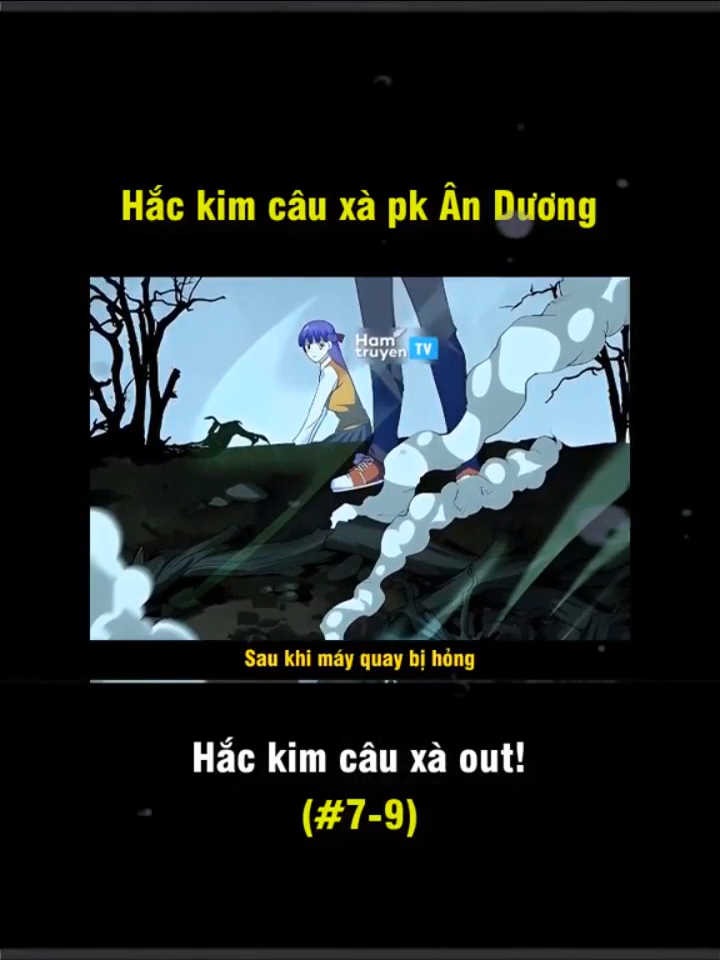 Hắc kim câu xà pk Ân Dương
Ham
truyen TV
Sau khi máy quay bị hỏng
Hắc kim câu xà out!
(#7-9)